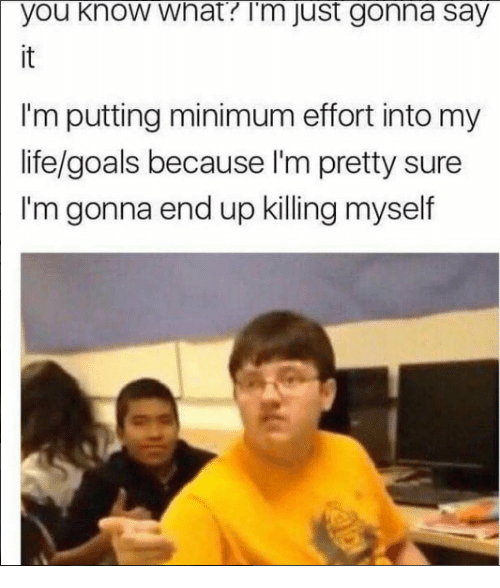 you know what? I'm just gonna say
it
I'm putting minimum effort into my
life/goals because I'm pretty sure
I'm gonna end up killing myself